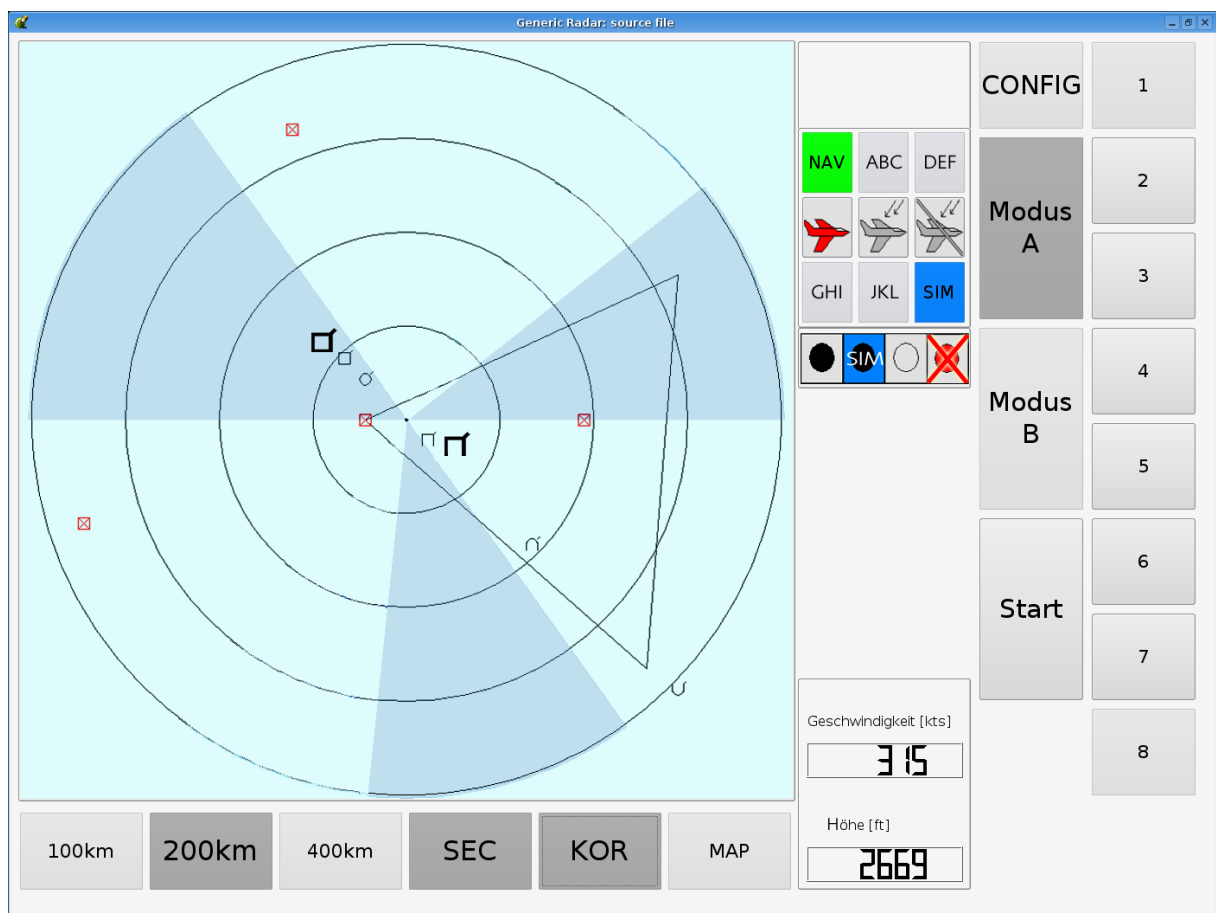 Generic Radar: source file
CONFIG
1
NAV
ABC
DEF
Modus
A
2
3
GHI
JKL
SIM
SIM
Modus
B
4
5
Start
6
7
8
Geschwindigkeit [kts]
315
Höhe [ft]
2669
100km
200km
400km
SEC
KOR
MAP